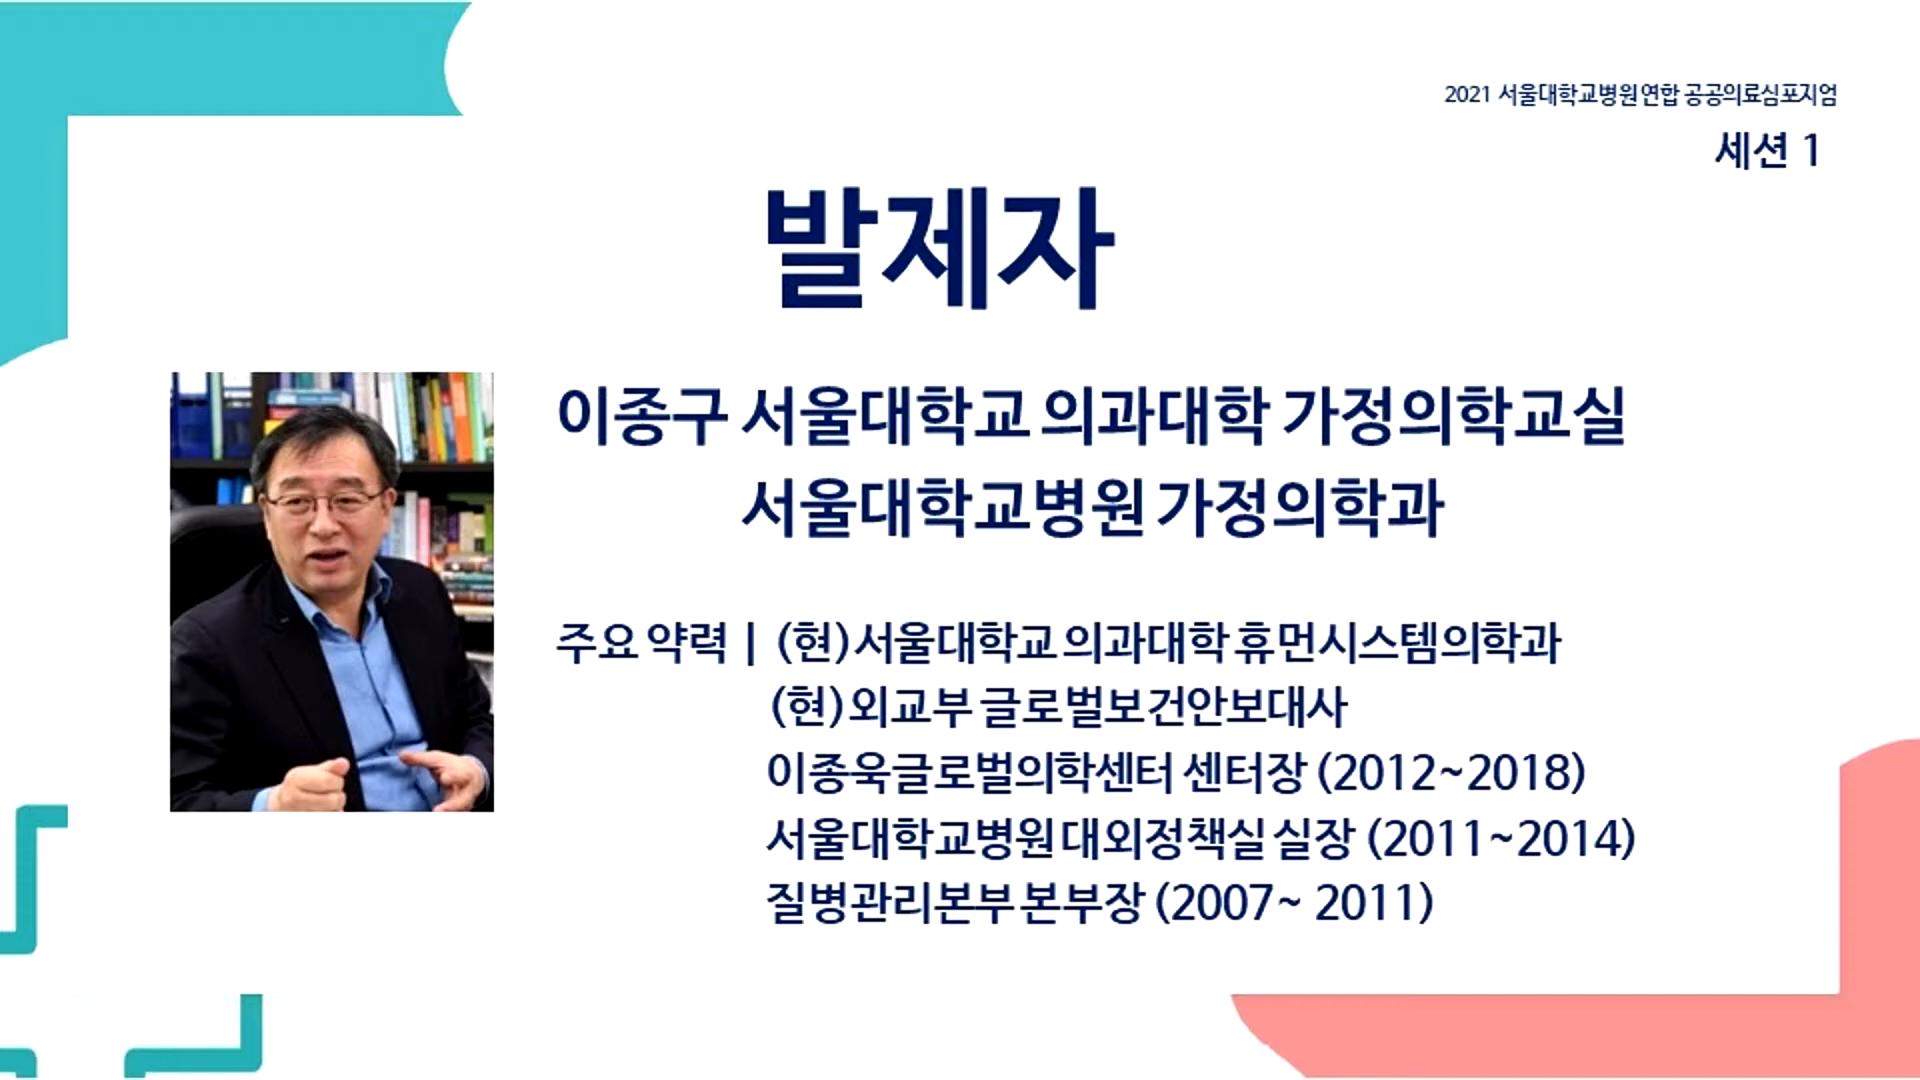 2021 서울대학교병원연합 공공의료심포지엄
세션 1
발제자
이종구 서울대학교 의과대학 가정의학교실
서울대학교병원 가정의학과
주요 약력 | (현)서울대학교 의과대학 휴먼시스템의학과
(현)외교부 글로벌보건안보대사
이종욱글로벌의학센터 센터장 (2012~2018)
서울대학교병원 대외정책실 실장 (2011~2014)
질병관리본부 본부장 (2007~ 2011)